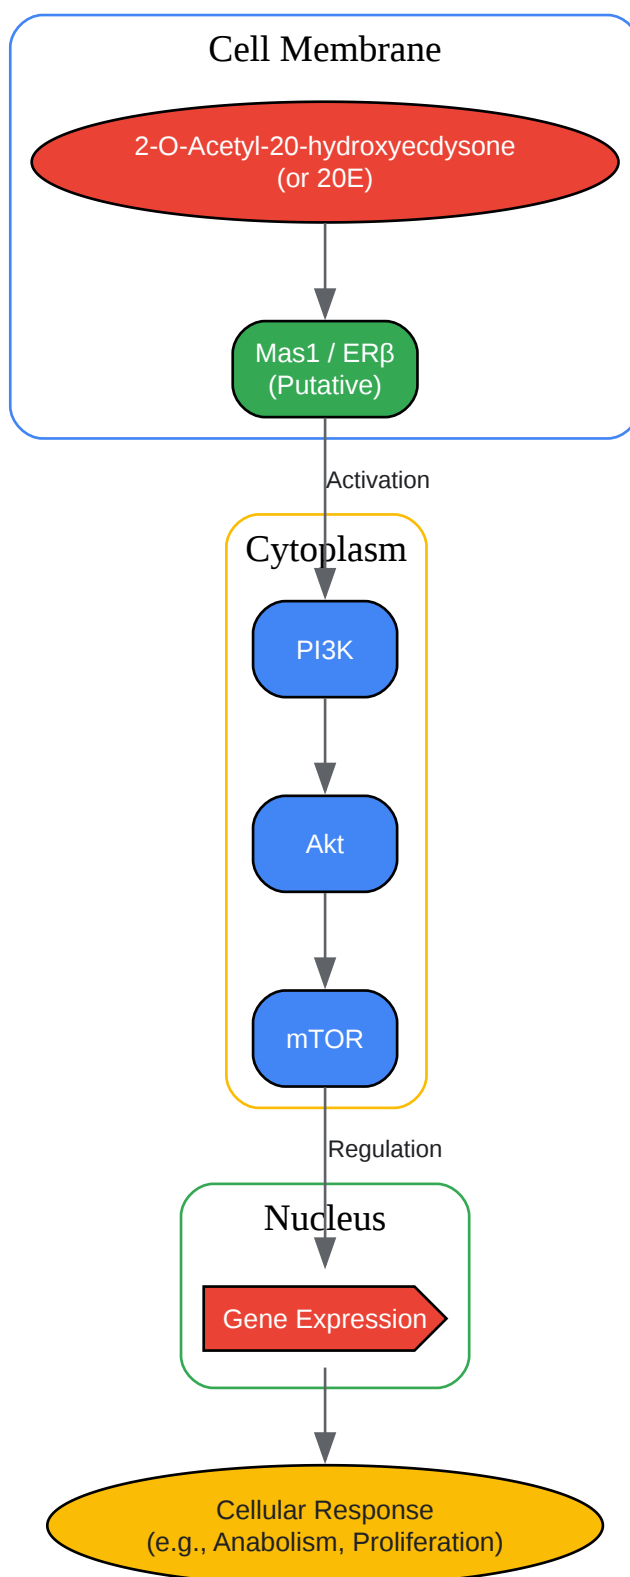 Cell Membrane
2-O-Acetyl-20-hydroxyecdysone
(or 20E)
Mas1 / ERβ
(Putative)
Activation
Cytoplasm
PI3K
Akt
mTOR
Regulation
Nucleus
Gene Expression
Cellular Response
(e.g., Anabolism, Proliferation)